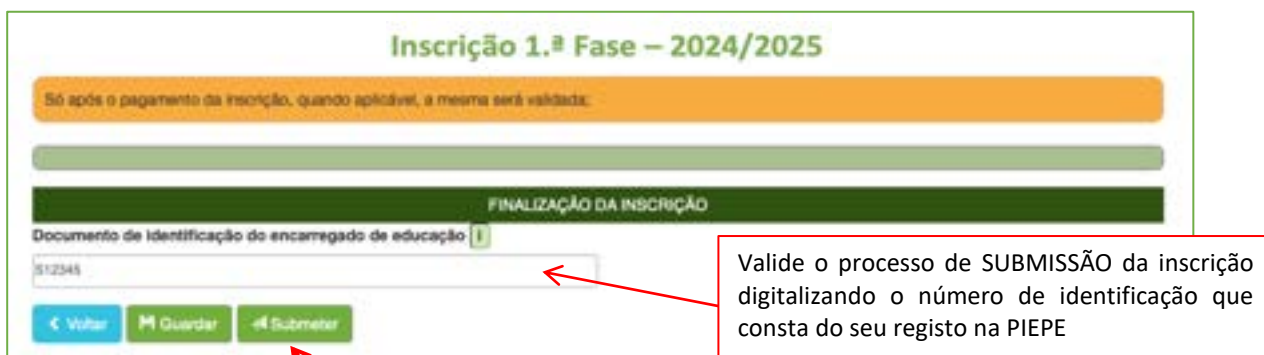 Inscrição 1.ª Fase – 2024/2025
Só após o pagamento da inscrição, quando aplicável, a mesma será validada;
FINALIZAÇÃO DA INSCRIÇÃO
Documento de identificação do encarregado de educação i
S12345
Valide o processo de SUBMISSÃO da inscrição
digitalizando o número de identificação que
consta do seu registo na PIEPE
Voltar Guardar Submeter